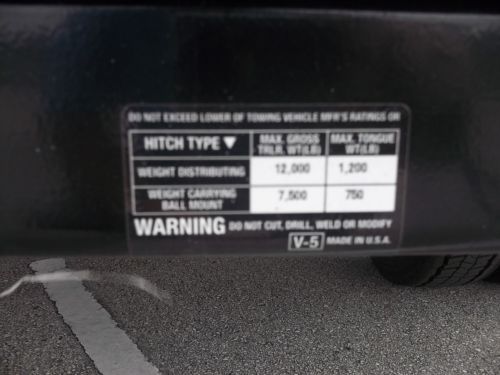 DO NOT EXCEED LOWER OF TOWING VEHICLE MFR'S RATINGS OR
HITCH TYPE ▼ MAX. GROSS TRLR. WT(LB) MAX. TONGUE WT(LB)
WEIGHT DISTRIBUTING 12,000 1,200
WEIGHT CARRYING BALL MOUNT 7,500 750
WARNING DO NOT CUT, DRILL, WELD OR MODIFY
V-5 MADE IN U.S.A.